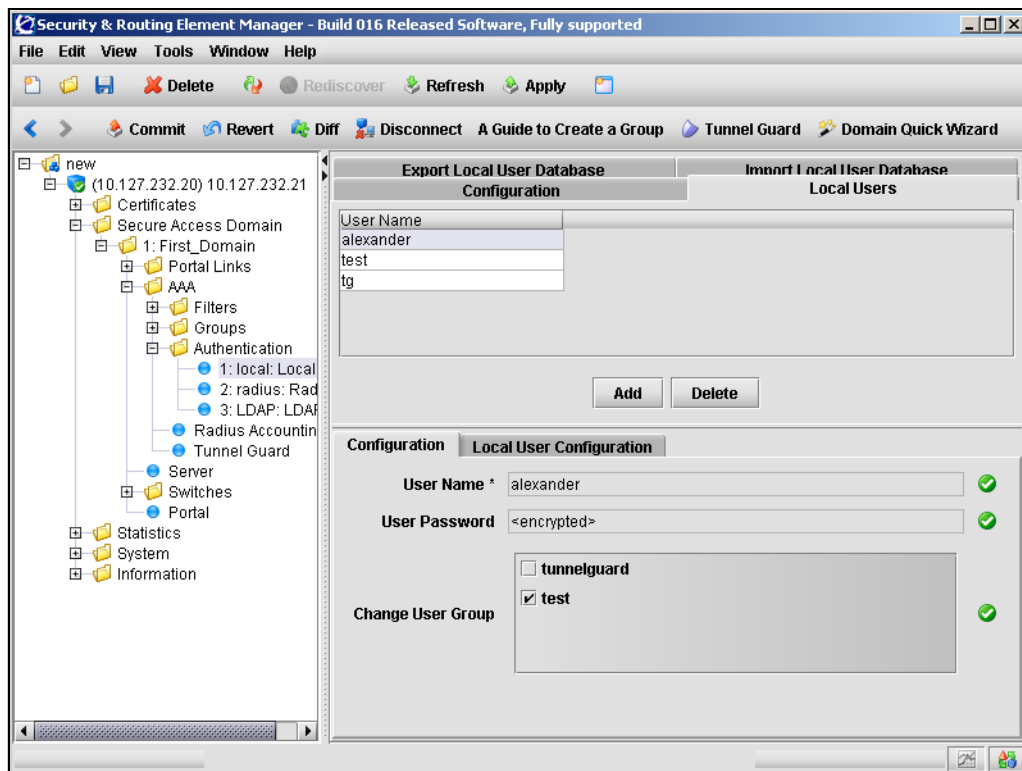 Security & Routing Element Manager - Build 016 Released Software, Fully supported
File Edit View Tools Window Help
Delete Rediscover Refresh Apply
Commit Revert Diff Disconnect A Guide to Create a Group Tunnel Guard Domain Quick Wizard
new
(10.127.232.20) 10.127.232.21
Certificates
Secure Access Domain
1: First_Domain
Portal Links
AAA
Filters
Groups
Authentication
1: local: Local
2: radius: Rad
3: LDAP: LDAP
Radius Accountin
Tunnel Guard
Server
Switches
Portal
Statistics
System
Information
Export Local User Database Import Local User Database
Configuration Local Users
User Name
alexander
test
tg
Add Delete
Configuration Local User Configuration
User Name * alexander
User Password <encrypted>
Change User Group
tunnelguard
test